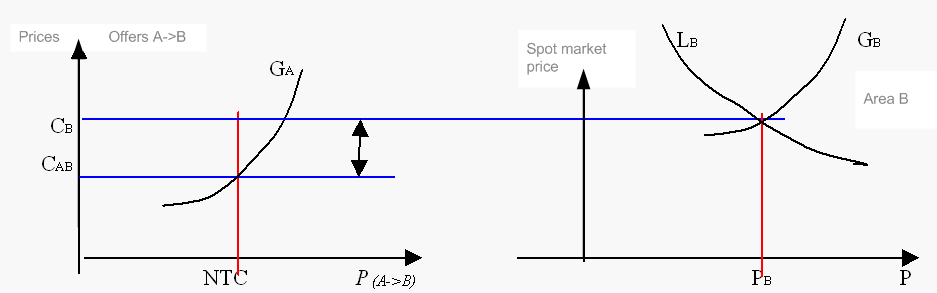 Prices Offers A->B
GA
CB
CAB
NTC P (A->B)
Spot market
price
LB GB
Area B
PB P